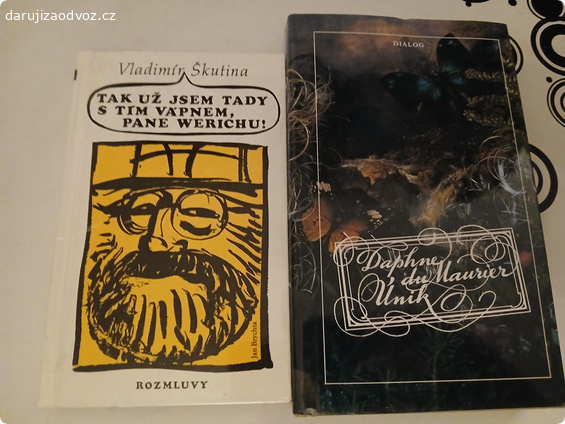 darujizaodvoz.cz
Vladimír Škutina
TAK UŽ JSEM TADY
S TÍM VÁPNEM,
PANE WERICHU!
Jan Brychta
ROZMLUVY
DIALOG
Daphne
du Maurier
Únik